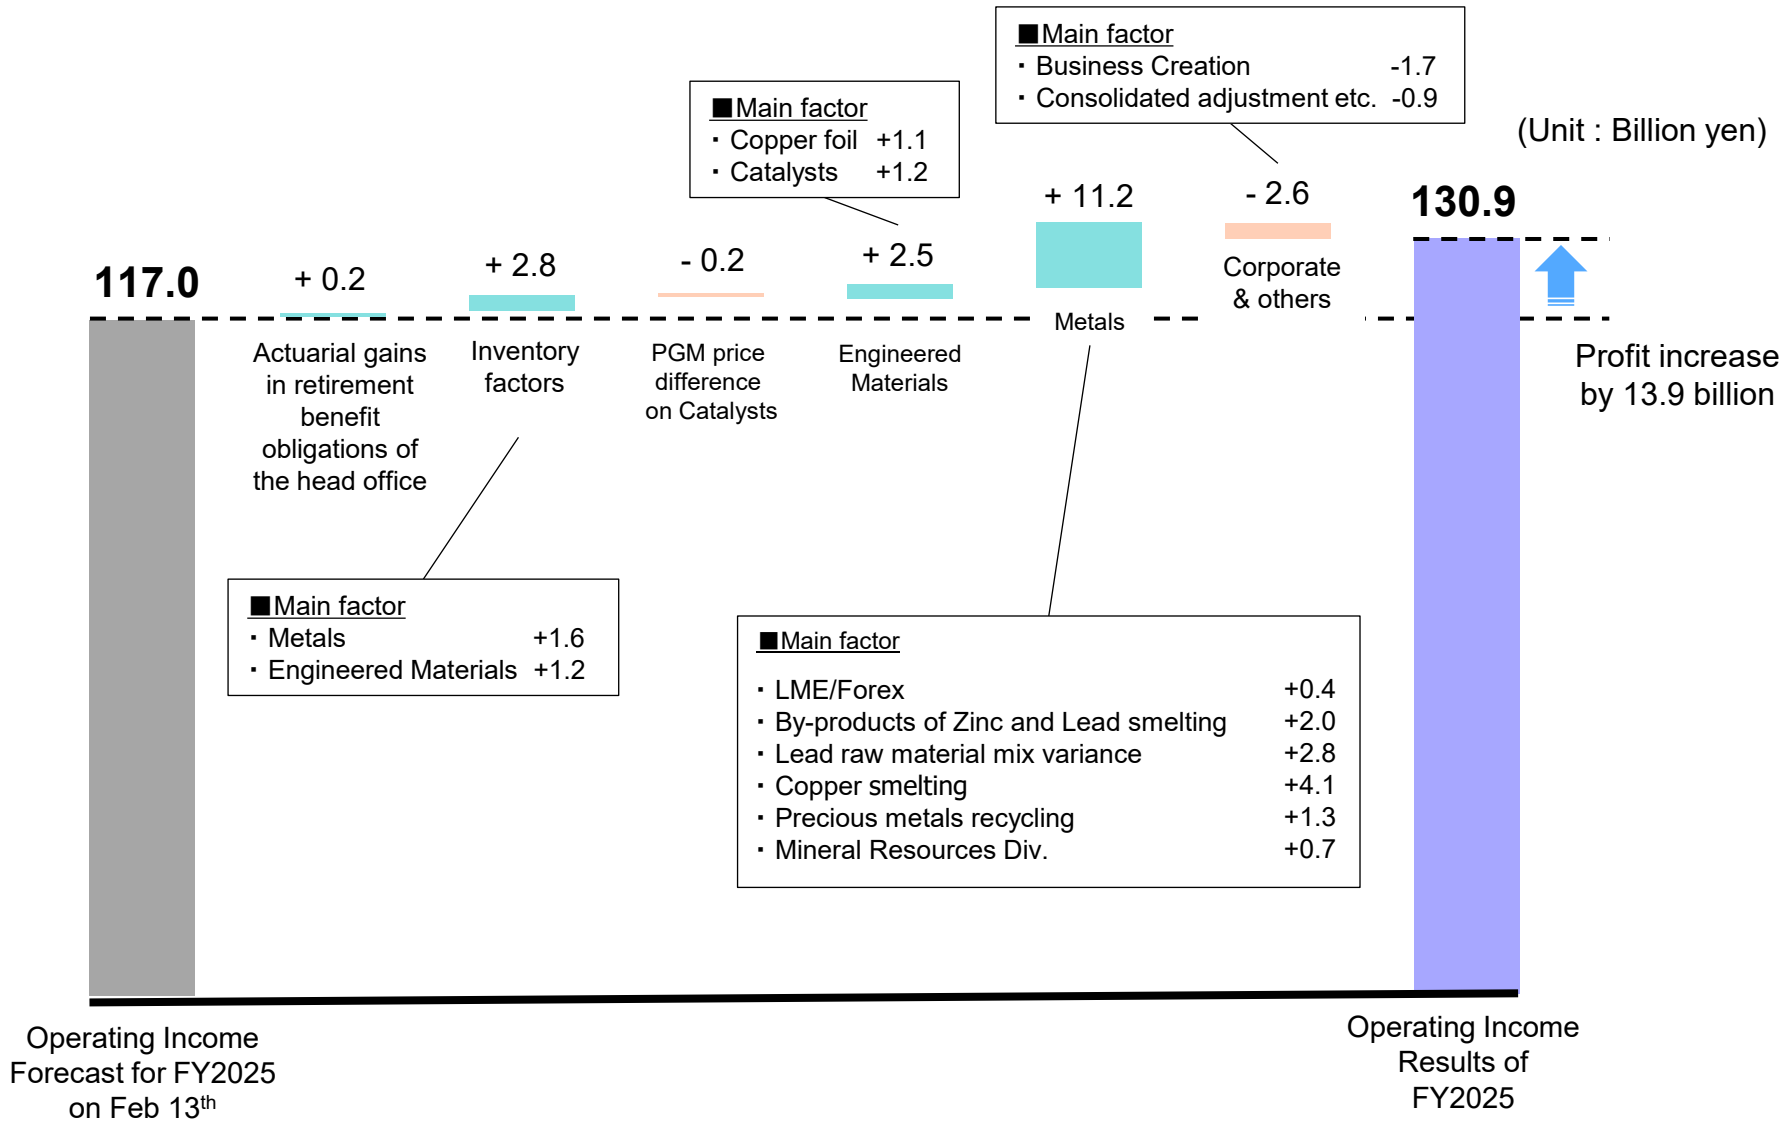 ■Main factor
・Business Creation -1.7
・Consolidated adjustment etc. -0.9
■Main factor
・Copper foil +1.1
・Catalysts +1.2
(Unit : Billion yen)
117.0
+ 0.2
+ 2.8
- 0.2
+ 2.5
+ 11.2
- 2.6
130.9
Actuarial gains
in retirement
benefit
obligations of
the head office
Inventory
factors
PGM price
difference
on Catalysts
Engineered
Materials
Metals
Corporate
& others
Profit increase
by 13.9 billion
■Main factor
・Metals +1.6
・Engineered Materials +1.2
■Main factor
・LME/Forex +0.4
・By-products of Zinc and Lead smelting +2.0
・Lead raw material mix variance +2.8
・Copper smelting +4.1
・Precious metals recycling +1.3
・Mineral Resources Div. +0.7
Operating Income
Forecast for FY2025
on Feb 13th
Operating Income
Results of
FY2025